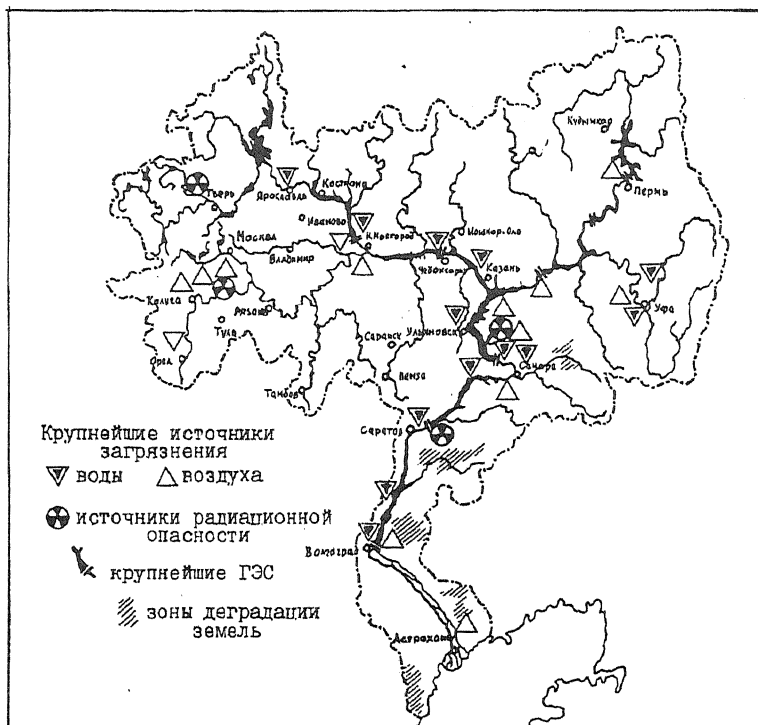 Кудымкар
Пермь
Тверь
Ярославль
Кострома
Иваново
Н.Новгород
Йошкар-Ола
Москва
Владимир
Чебоксары
Казань
Калуга
Рязань
Тула
Уфа
Орел
Саранск
Ульяновск
Пенза
Самара
Тамбов
Саратов
Крупнейшие источники
загрязнения
воды воздуха
источники радиационной
опасности
Волгоград
крупнейшие ГЭС
зоны деградации
земель
Астрахань